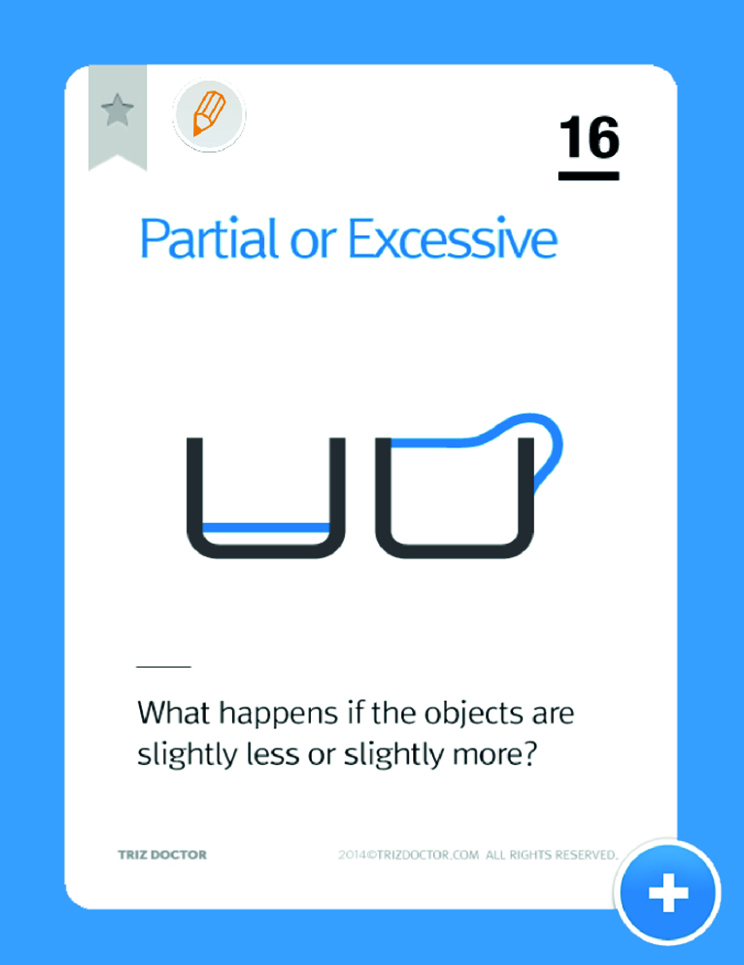 16
Partial or Excessive
What happens if the objects are
slightly less or slightly more?
TRIZ DOCTOR
2014©TRIZDOCTOR.COM ALL RIGHTS RESERVED.